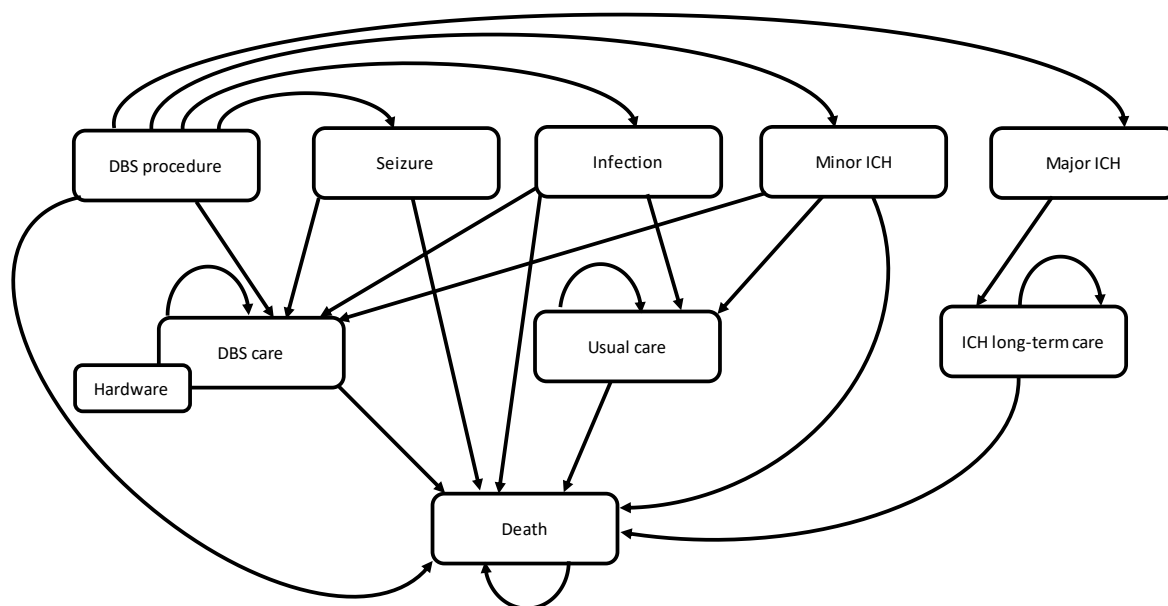 DBS procedure
Seizure
Infection
Minor ICH
Major ICH
DBS care
Usual care
ICH long-term care
Hardware
Death